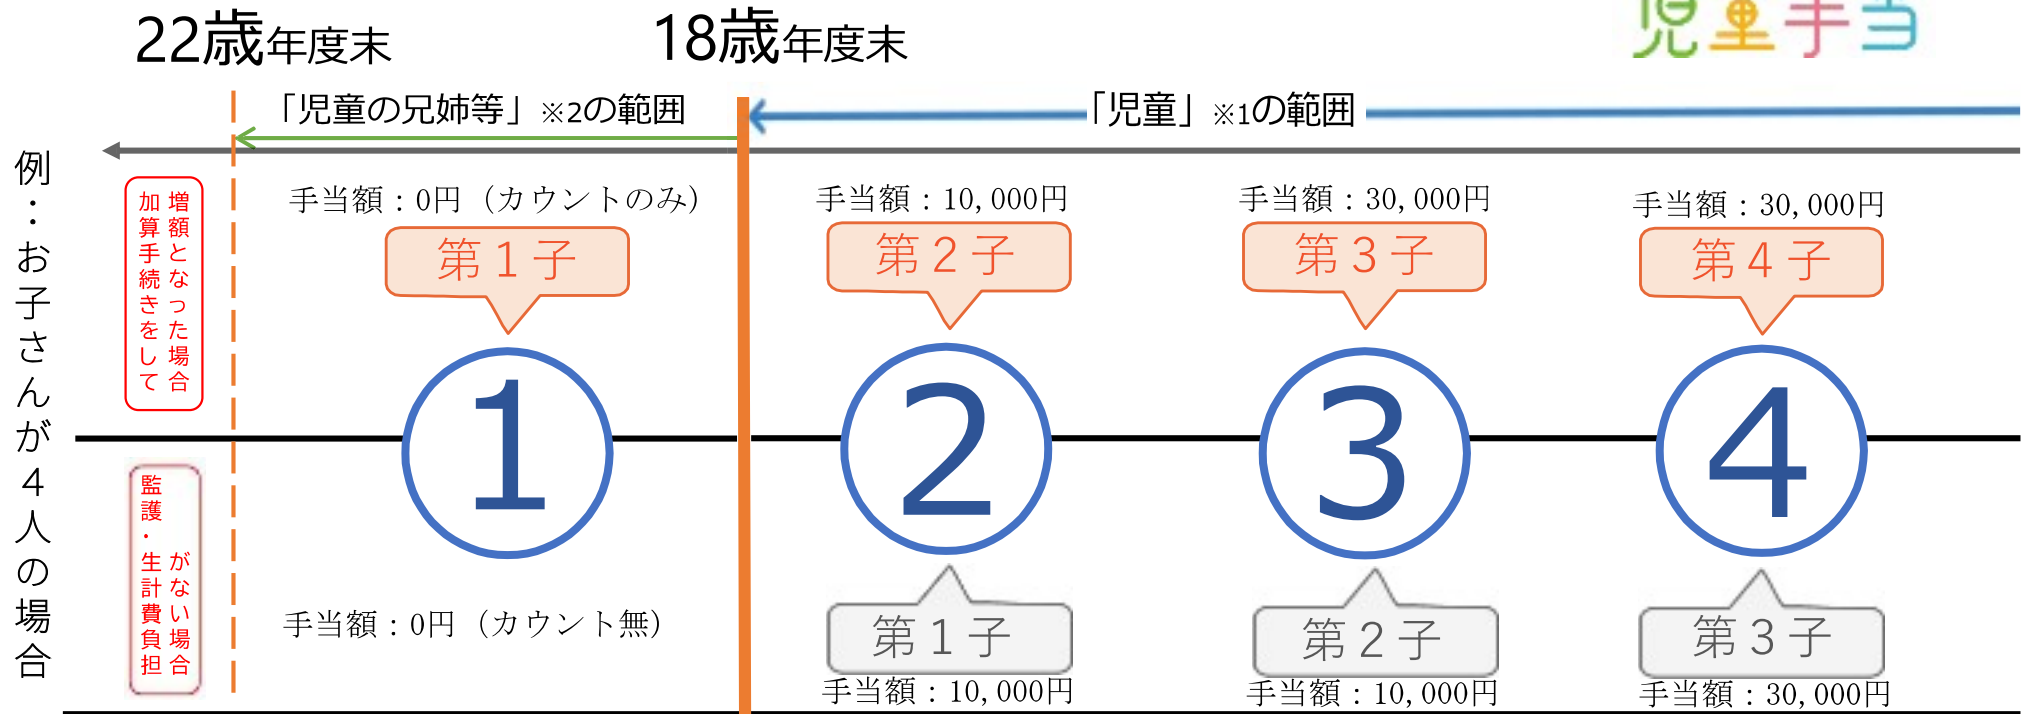 児童手当
22歳年度末
18歳年度末
「児童の兄姉等」※2の範囲
「児童」※1の範囲
例：お子さんが４人の場合
加算手続きをして
増額となった場合
手当額：0円（カウントのみ）
手当額：10,000円
手当額：30,000円
手当額：30,000円
第１子
第２子
第３子
第４子
1
2
3
4
監護・生計費負担
がない場合
手当額：0円（カウント無）
第１子
第２子
第３子
手当額：10,000円
手当額：10,000円
手当額：30,000円